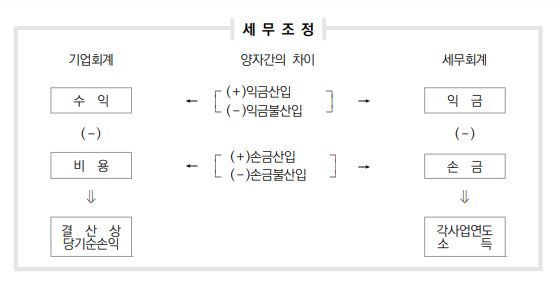 세 무 조 정
기업회계 양자간의 차이 세무회계
수 익 ← (+)익금산입 → 익 금
(-)익금불산입
(-) (-)
비 용 ← (+)손금산입 → 손 금
(-)손금불산입
⇓ ⇓
결 산 상 각사업연도
당기순손익 소 득